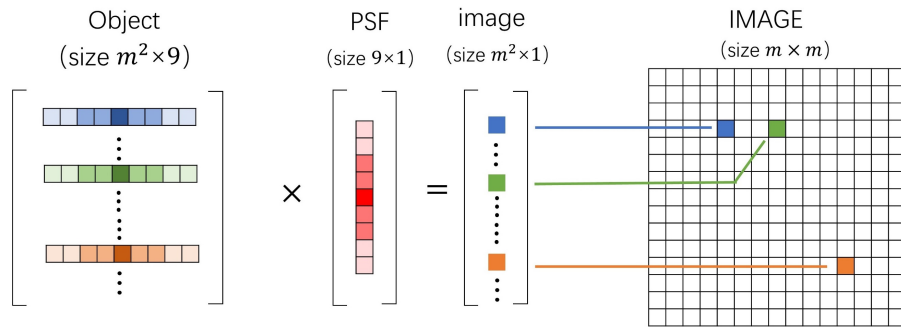 Object
(size m²×9)
PSF
(size 9×1)
image
(size m²×1)
IMAGE
(size m × m)
×
=